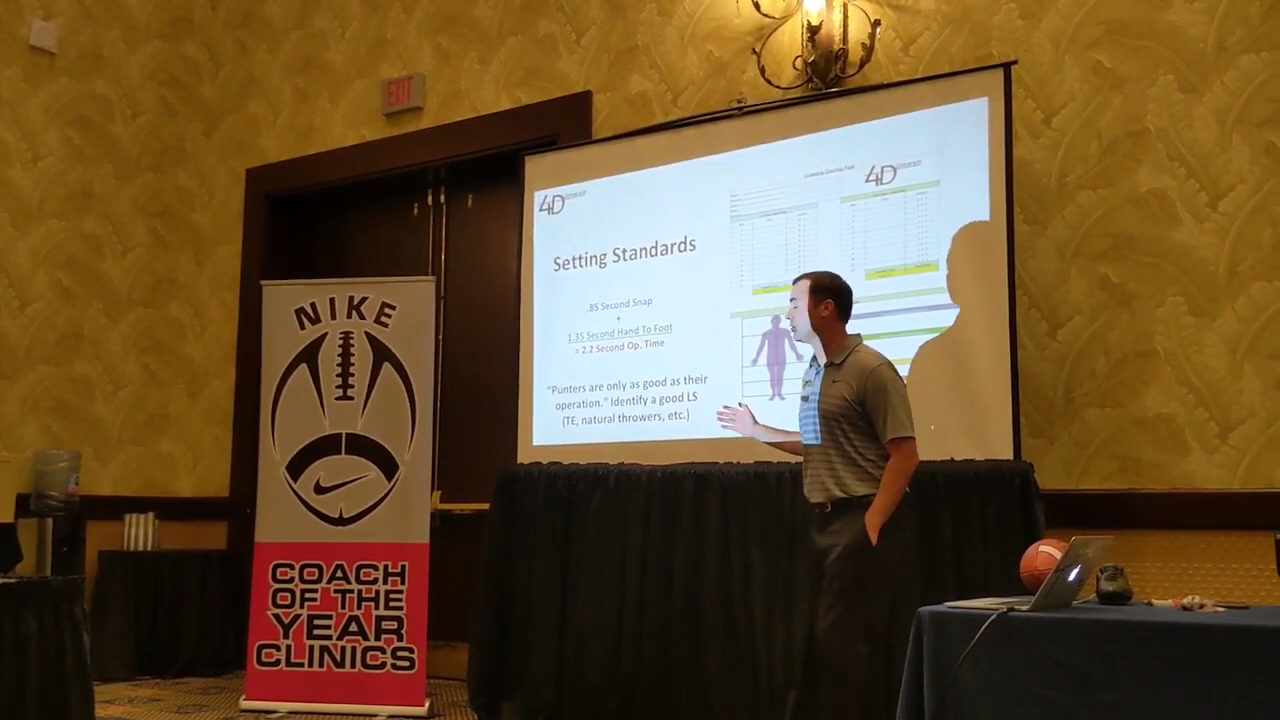 EXIT
NIKE
COACH
OF THE
YEAR
CLINICS
4D
Setting Standards
.85 Second Snap
+
1.35 Second Hand To Foot
= 2.2 Second Op. Time
"Punters are only as good as their
operation." Identify a good LS
(TE, natural throwers, etc.)
4D